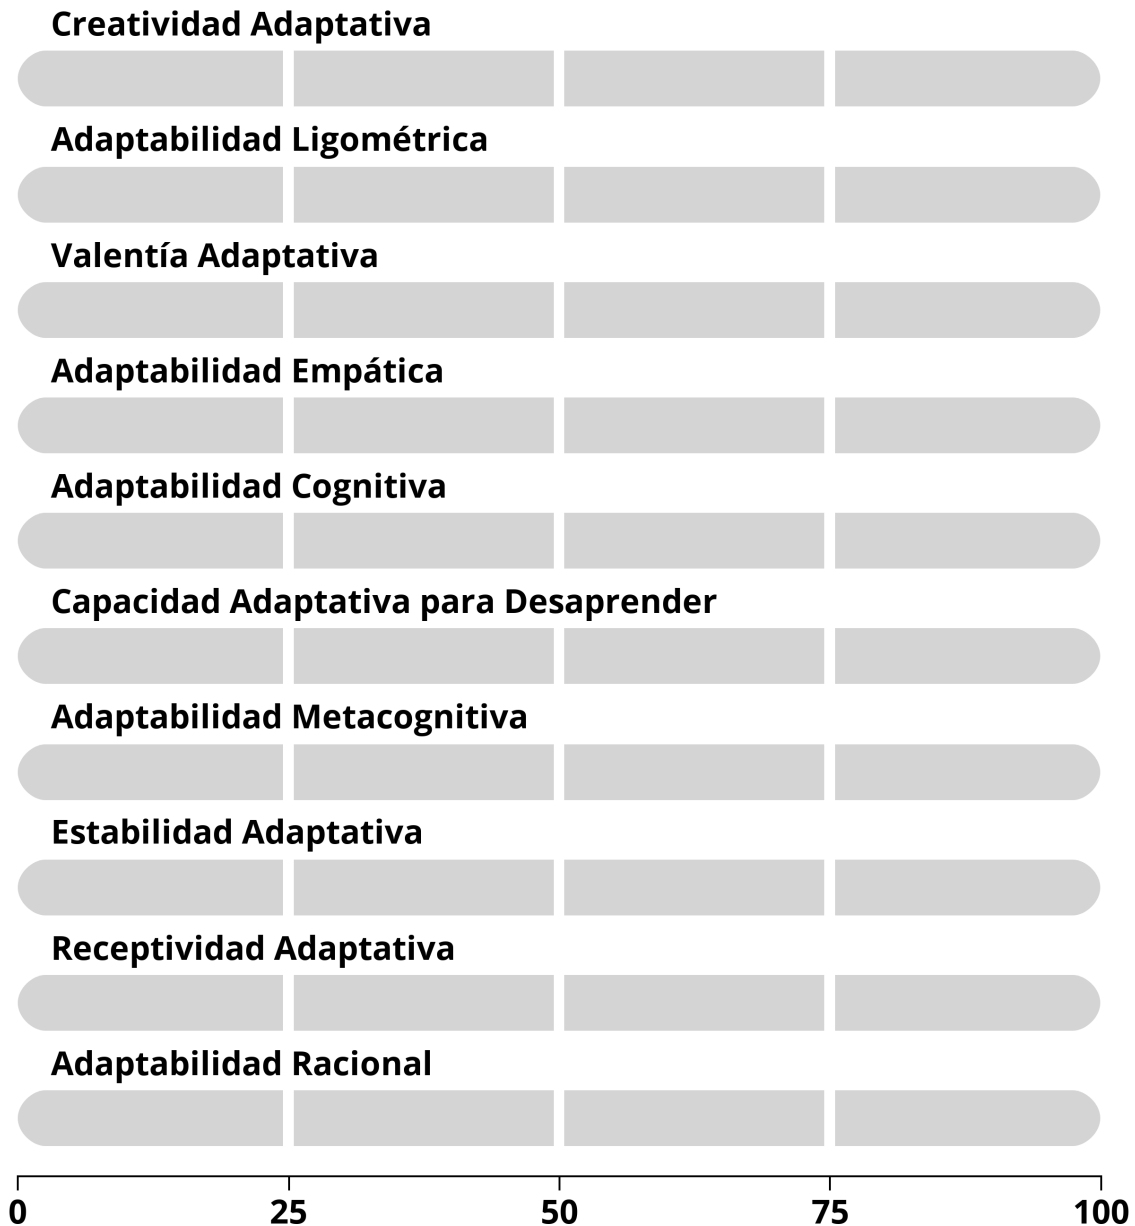 Creatividad Adaptativa
Adaptabilidad Ligométrica
Valentía Adaptativa
Adaptabilidad Empática
Adaptabilidad Cognitiva
Capacidad Adaptativa para Desaprender
Adaptabilidad Metacognitiva
Estabilidad Adaptativa
Receptividad Adaptativa
Adaptabilidad Racional
0 25 50 75 100